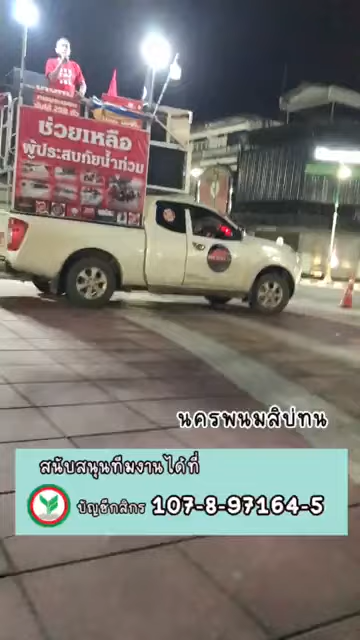 ช่วยเหลือ
ผู้ประสบภัยน้ำท่วม
นครพนมสิปทน
สนับสนุนทีมงานได้ที่
บัญชีกสิกร 107-8-97164-5